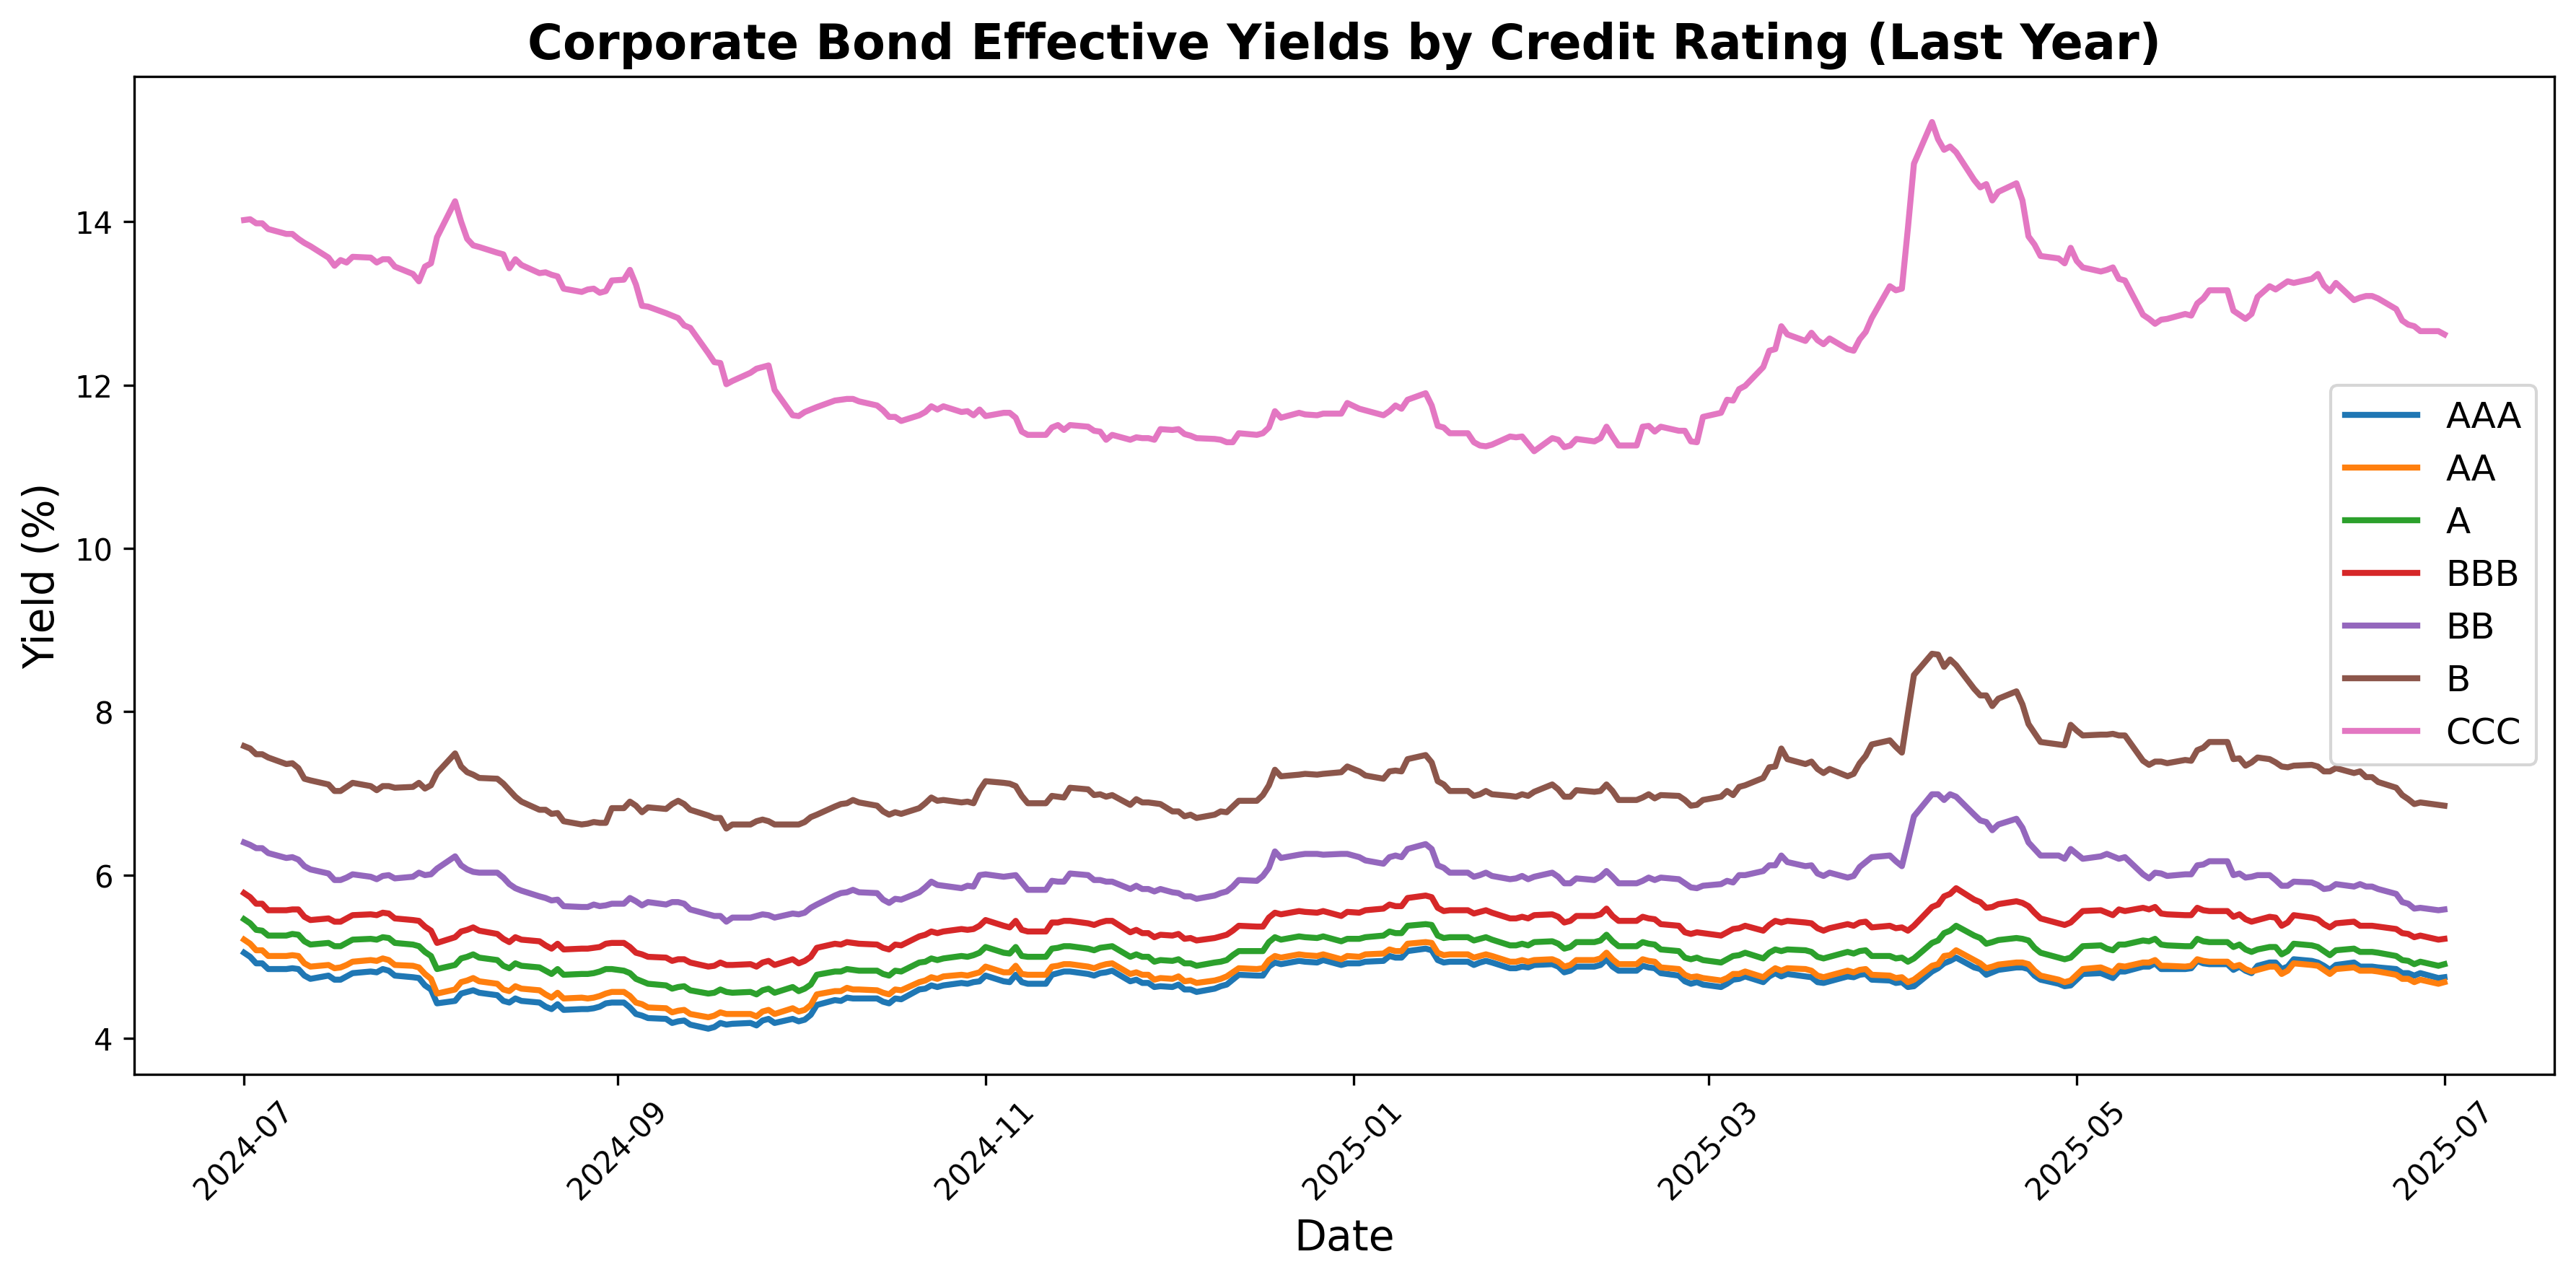 Corporate Bond Effective Yields by Credit Rating (Last Year)
Yield (%)
14
12
10
8
6
4
AAA
AA
A
BBB
BB
B
CCC
2024-07
2024-09
2024-11
2025-01
2025-03
2025-05
2025-07
Date